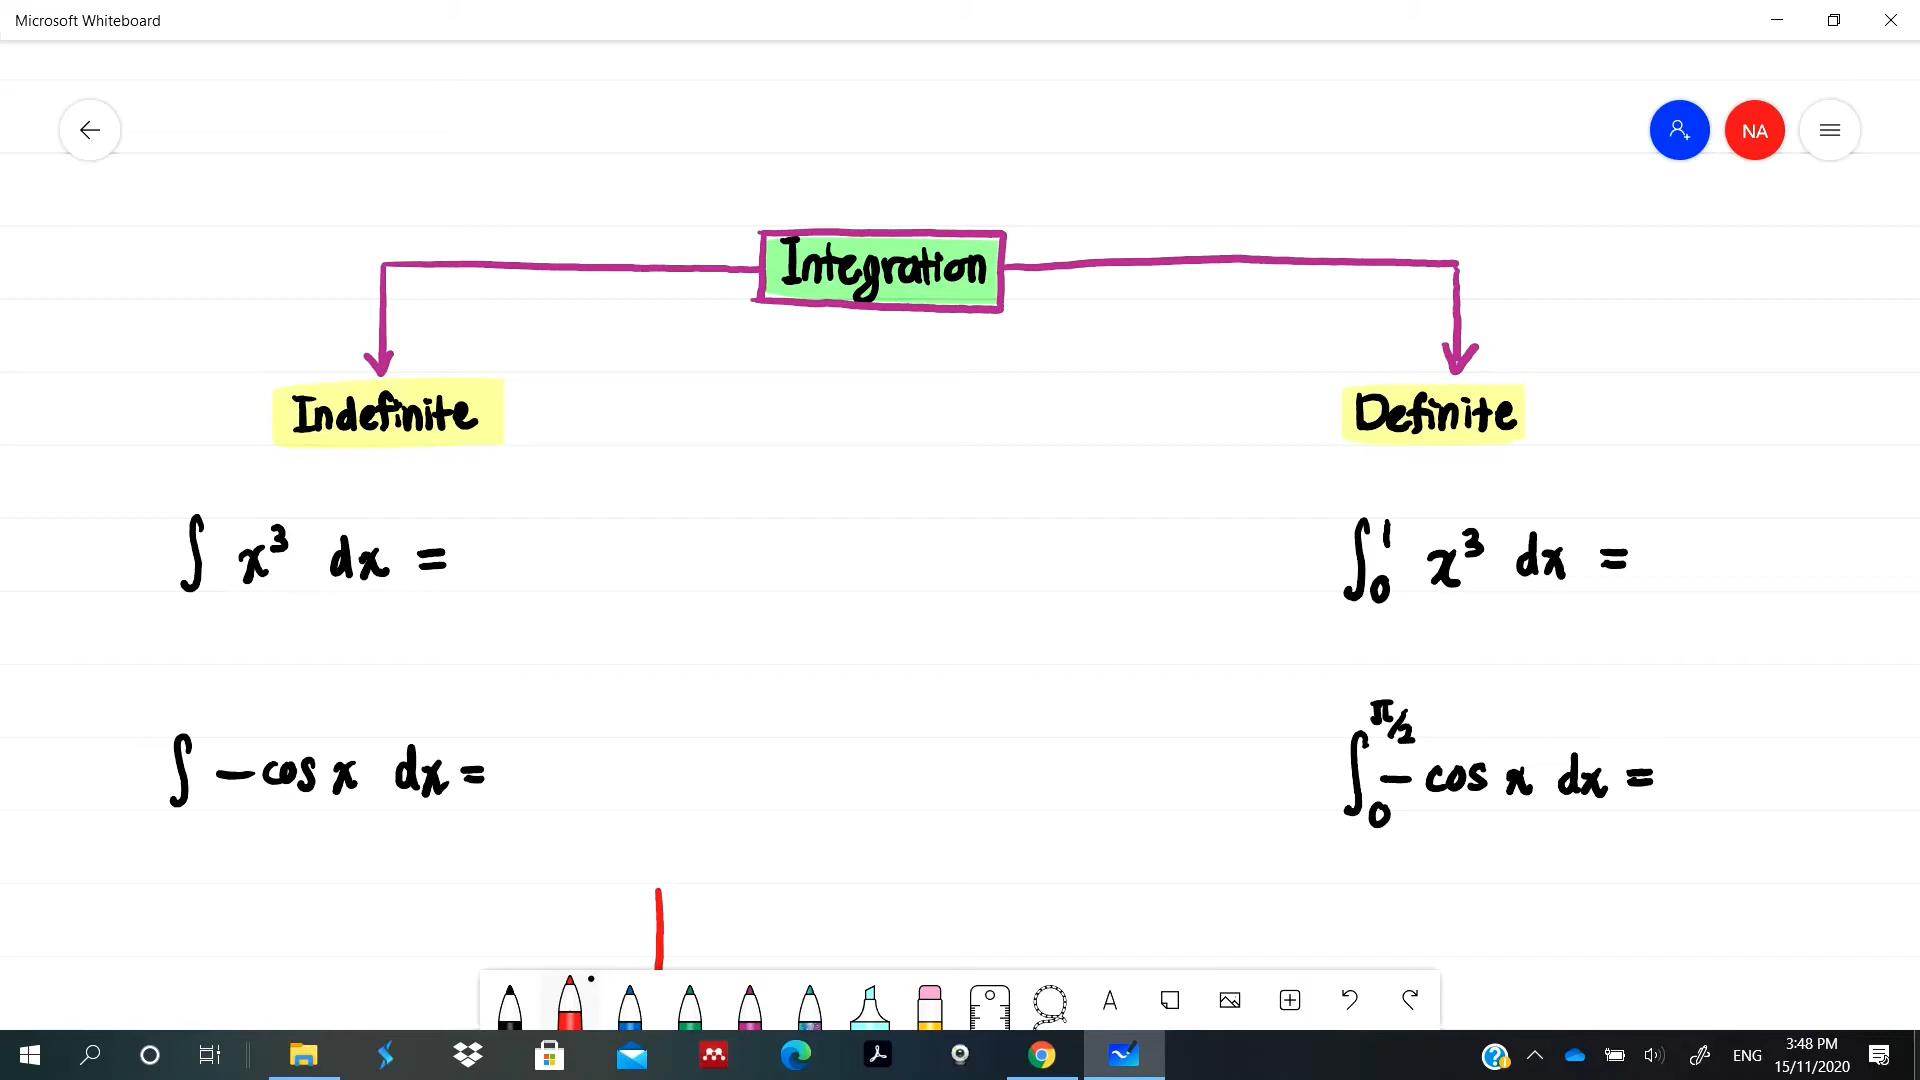 Microsoft Whiteboard
NA
Integration
Indefinite
Definite
∫ x³ dx =
∫₀¹ x³ dx =
∫ −cos x dx =
∫₀^π/2 − cos x dx =
A
ENG
3:48 PM
15/11/2020